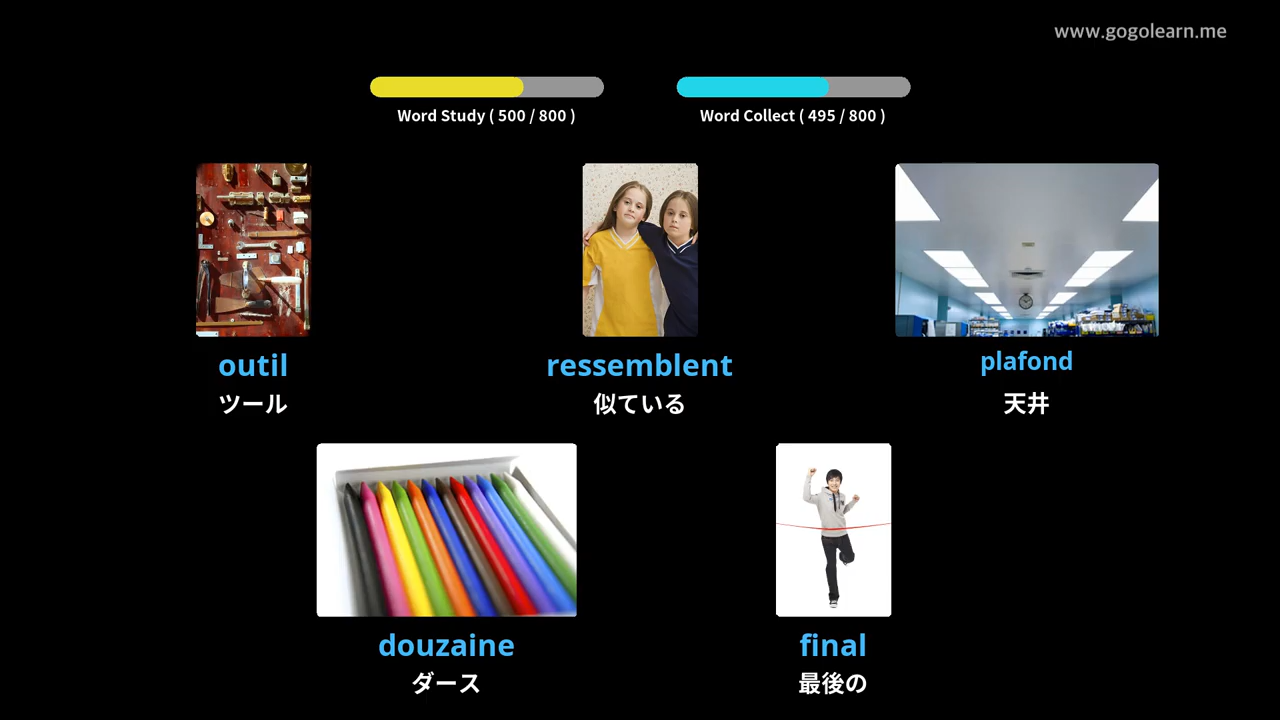 www.gogolearn.me
Word Study ( 500 / 800 )
Word Collect ( 495 / 800 )
outil
ツール
ressemblent
似ている
plafond
天井
douzaine
ダース
final
最後の